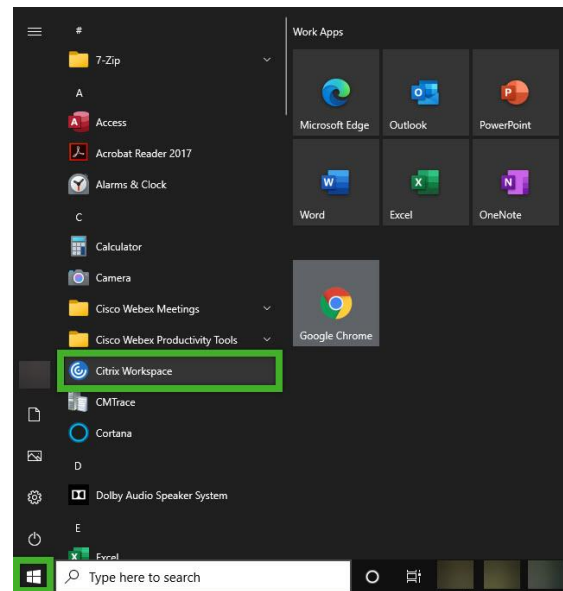 #
Work Apps
7-Zip
A
Access
Acrobat Reader 2017
Alarms & Clock
C
Calculator
Camera
Cisco Webex Meetings
Cisco Webex Productivity Tools
Citrix Workspace
CMTrace
Cortana
D
Dolby Audio Speaker System
E
Excel
Microsoft Edge
Outlook
PowerPoint
Word
Excel
OneNote
Google Chrome
Type here to search